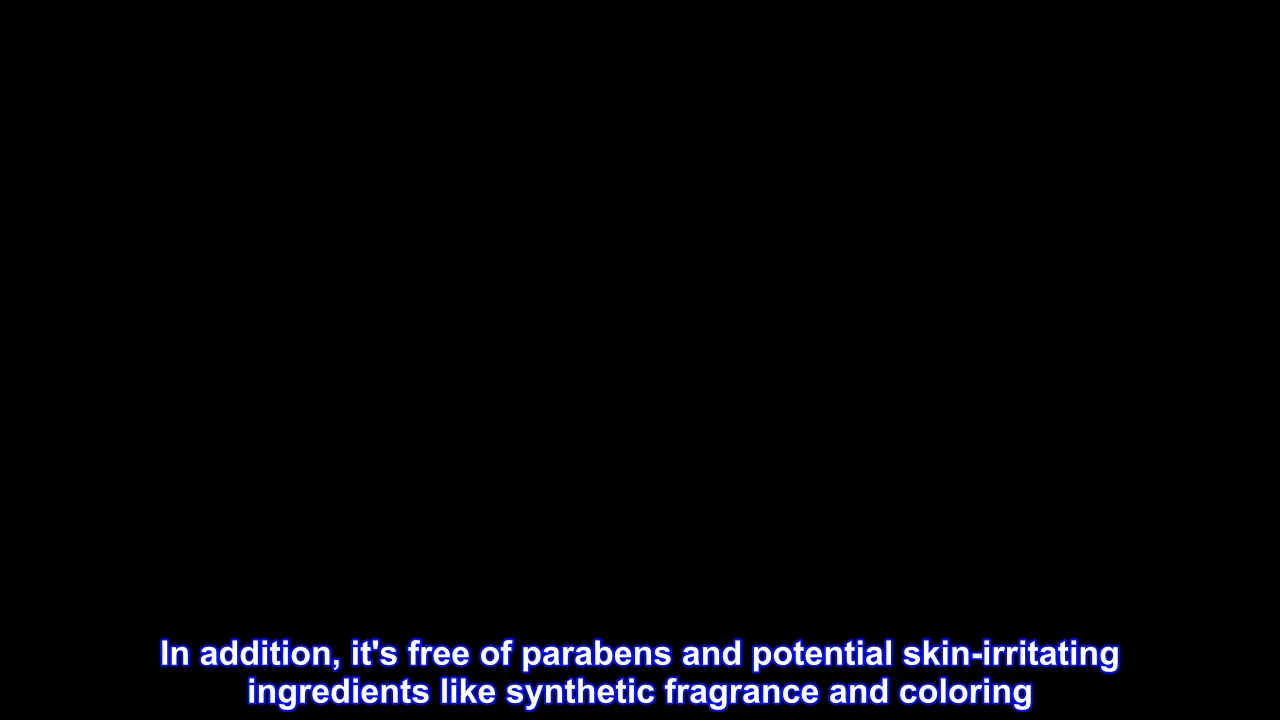 In addition, it's free of parabens and potential skin-irritating
ingredients like synthetic fragrance and coloring